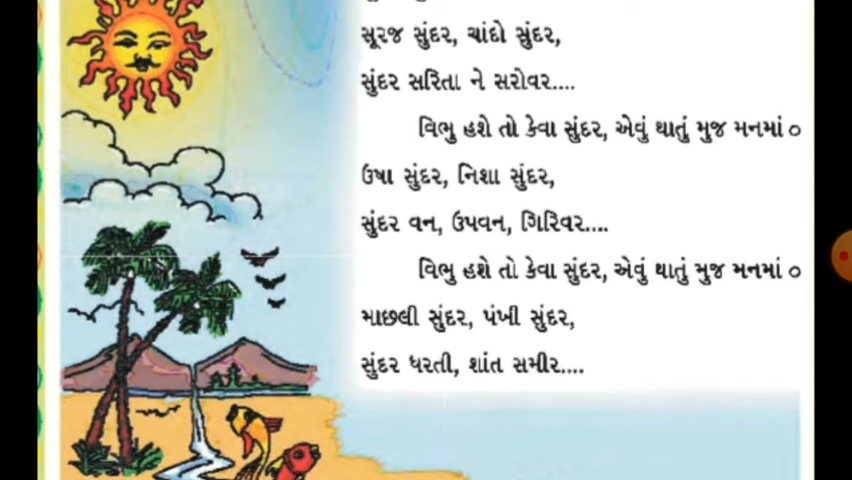 સૂરજ સુંદર, ચાંદો સુંદર,
સુંદર સરિતા ને સરોવર....
વિભુ હશે તો કેવા સુંદર, એવું થાતું મુજ મનમાં ૦
ઉષા સુંદર, નિશા સુંદર,
સુંદર વન, ઉપવન, ગિરિવર....
વિભુ હશે તો કેવા સુંદર, એવું થાતું મુજ મનમાં ૦
માછલી સુંદર, પંખી સુંદર,
સુંદર ધરતી, શાંત સમીર....